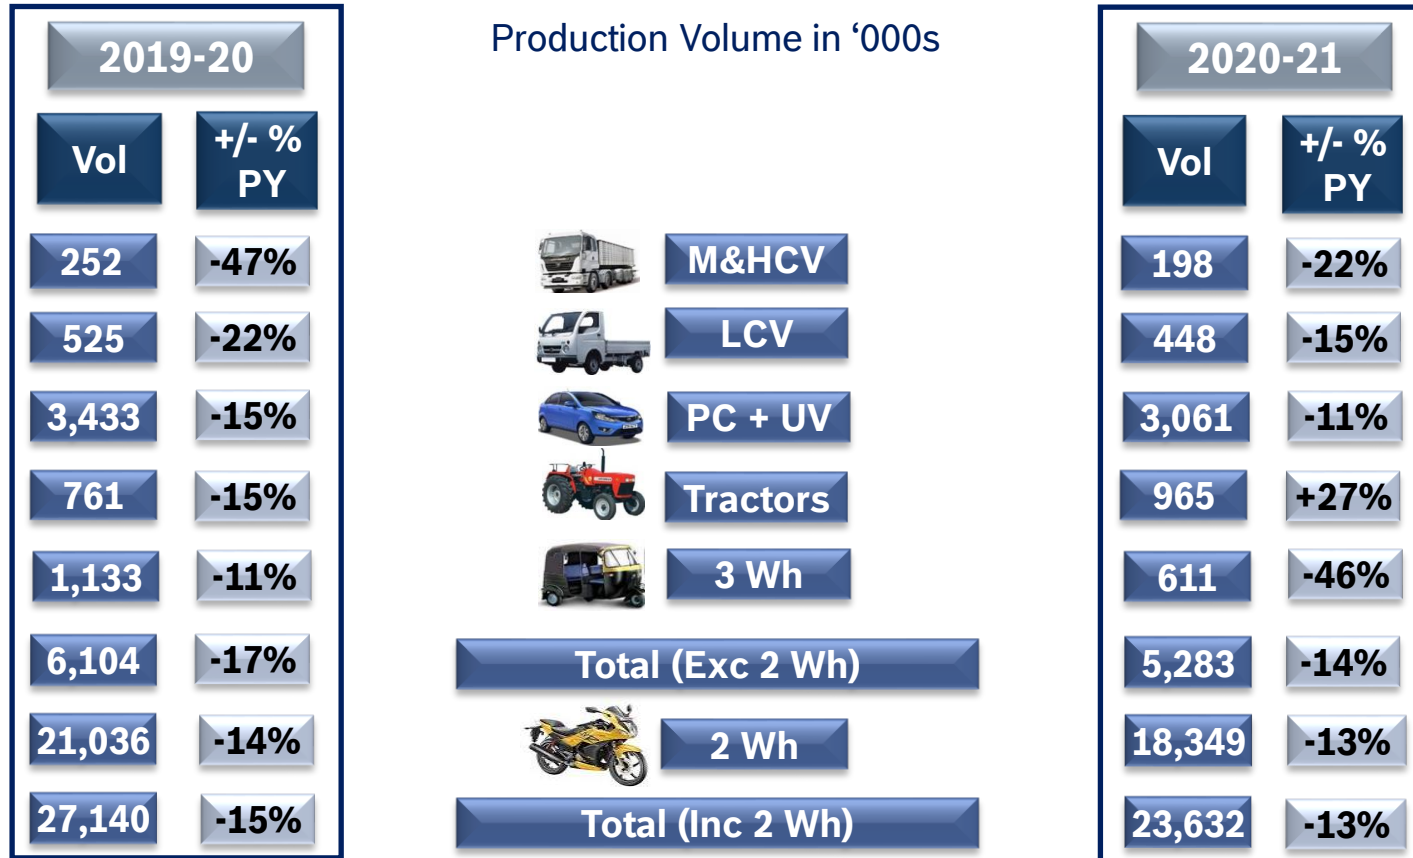 Production Volume in ‘000s
2019-20
2020-21
Vol
+/- %
PY
Vol
+/- %
PY
252 -47% M&HCV 198 -22%
525 -22% LCV 448 -15%
3,433 -15% PC + UV 3,061 -11%
761 -15% Tractors 965 +27%
1,133 -11% 3 Wh 611 -46%
6,104 -17% Total (Exc 2 Wh) 5,283 -14%
21,036 -14% 2 Wh 18,349 -13%
27,140 -15% Total (Inc 2 Wh) 23,632 -13%